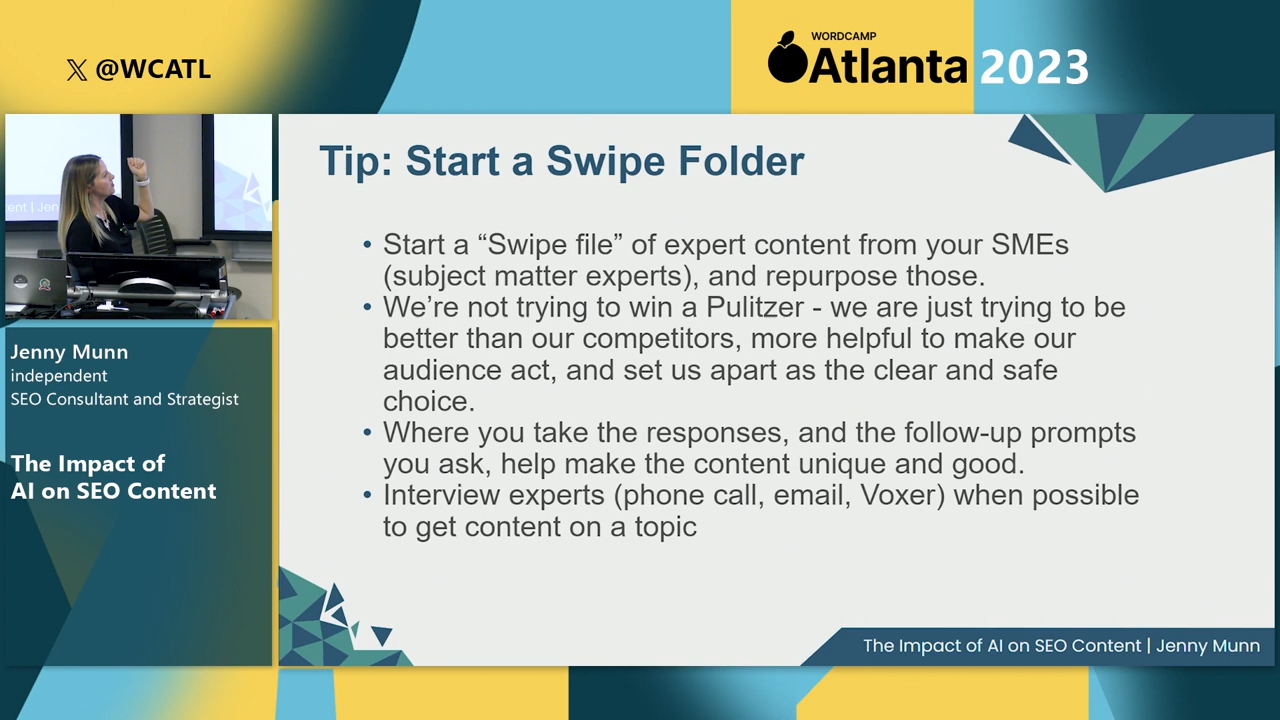 @WCATL
WORDCAMP
Atlanta 2023
Tip: Start a Swipe Folder
• Start a “Swipe file” of expert content from your SMEs
(subject matter experts), and repurpose those.
• We’re not trying to win a Pulitzer - we are just trying to be
better than our competitors, more helpful to make our
audience act, and set us apart as the clear and safe
choice.
• Where you take the responses, and the follow-up prompts
you ask, help make the content unique and good.
• Interview experts (phone call, email, Voxer) when possible
to get content on a topic
ent | Jen
Jenny Munn
independent
SEO Consultant and Strategist
The Impact of
AI on SEO Content
The Impact of AI on SEO Content | Jenny Munn